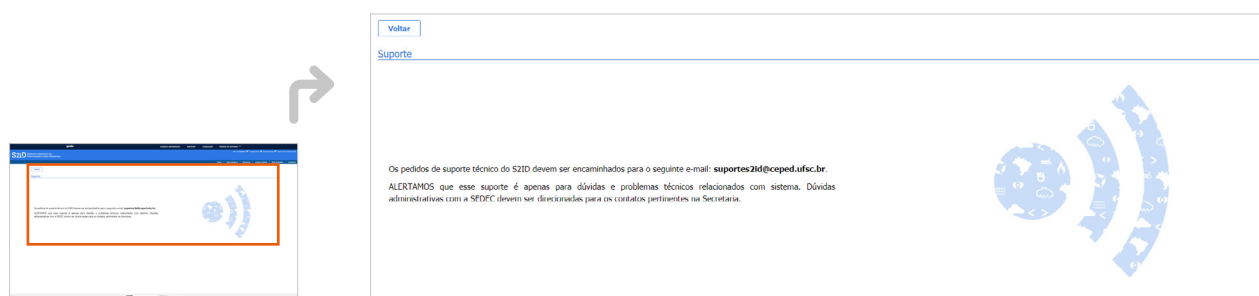 Voltar
Suporte
Os pedidos de suporte técnico do S2ID devem ser encaminhados para o seguinte e-mail: suportes2id@ceped.ufsc.br.
ALERTAMOS que esse suporte é apenas para dúvidas e problemas técnicos relacionados com sistema. Dúvidas
administrativas com a SEDEC devem ser direcionadas para os contatos pertinentes na Secretaria.
S2ID